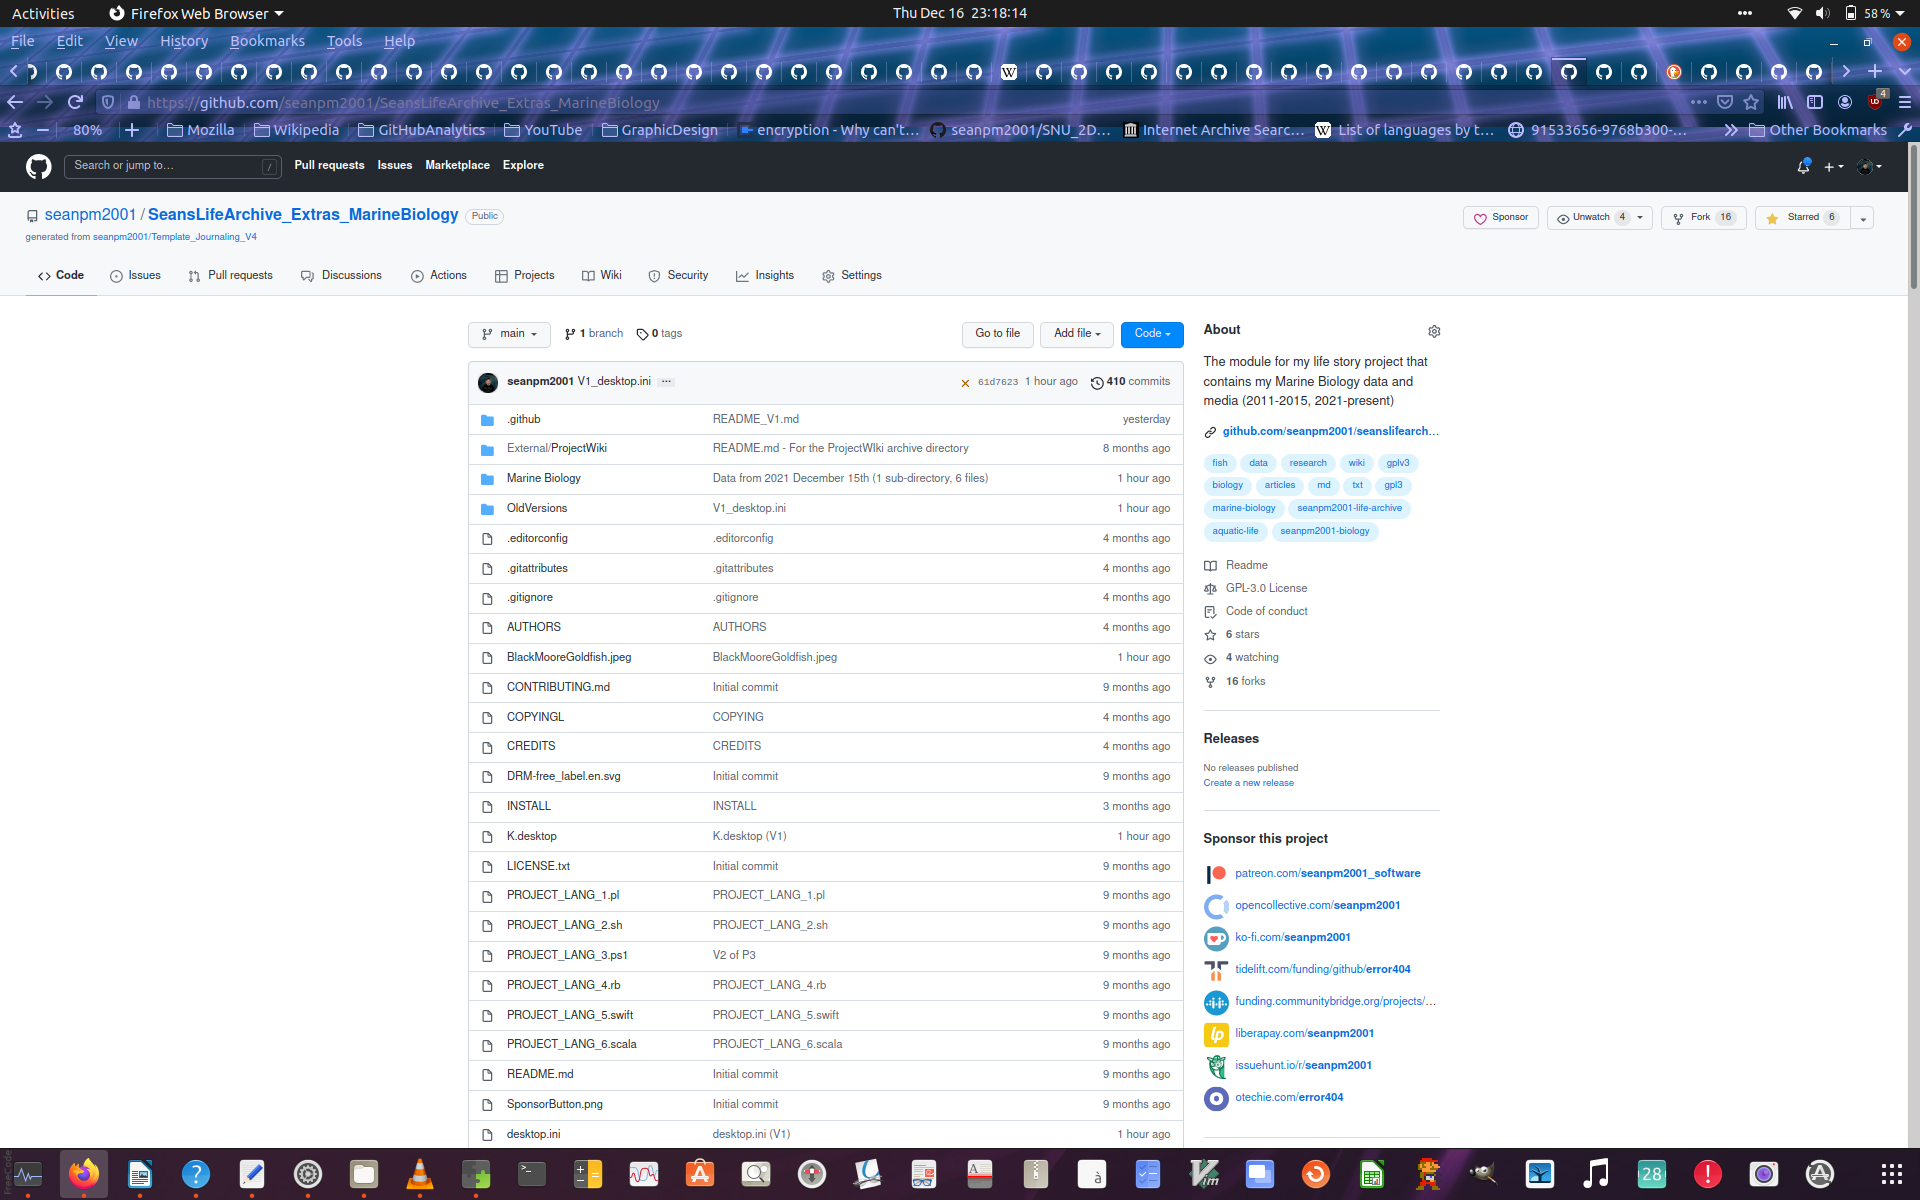 Activities Firefox Web Browser Thu Dec 16 23:18:14 58 %
File Edit View History Bookmarks Tools Help
https://github.com/seanpm2001/SeansLifeArchive_Extras_MarineBiology 4
80% Mozilla Wikipedia GitHubAnalytics YouTube GraphicDesign encryption - Why can't… seanpm2001/SNU_2D… Internet Archive Searc… List of languages by t… 91533656-9768b300-… Other Bookmarks
Search or jump to… / Pull requests Issues Marketplace Explore
seanpm2001 / SeansLifeArchive_Extras_MarineBiology Public Sponsor Unwatch 4 Fork 16 Starred 6
generated from seanpm2001/Template_Journaling_V4
Code Issues Pull requests Discussions Actions Projects Wiki Security Insights Settings
main 1 branch 0 tags Go to file Add file Code
seanpm2001 V1_desktop.ini ... 61d7623 1 hour ago 410 commits
.github README_V1.md yesterday
External/ProjectWiki README.md - For the ProjectWIki archive directory 8 months ago
Marine Biology Data from 2021 December 15th (1 sub-directory, 6 files) 1 hour ago
OldVersions V1_desktop.ini 1 hour ago
.editorconfig .editorconfig 4 months ago
.gitattributes .gitattributes 4 months ago
.gitignore .gitignore 4 months ago
AUTHORS AUTHORS 4 months ago
BlackMooreGoldfish.jpeg BlackMooreGoldfish.jpeg 1 hour ago
CONTRIBUTING.md Initial commit 9 months ago
COPYINGL COPYING 4 months ago
CREDITS CREDITS 4 months ago
DRM-free_label.en.svg Initial commit 9 months ago
INSTALL INSTALL 3 months ago
K.desktop K.desktop (V1) 1 hour ago
LICENSE.txt Initial commit 9 months ago
PROJECT_LANG_1.pl PROJECT_LANG_1.pl 9 months ago
PROJECT_LANG_2.sh PROJECT_LANG_2.sh 9 months ago
PROJECT_LANG_3.ps1 V2 of P3 9 months ago
PROJECT_LANG_4.rb PROJECT_LANG_4.rb 9 months ago
PROJECT_LANG_5.swift PROJECT_LANG_5.swift 9 months ago
PROJECT_LANG_6.scala PROJECT_LANG_6.scala 9 months ago
README.md Initial commit 9 months ago
SponsorButton.png Initial commit 9 months ago
desktop.ini desktop.ini (V1) 1 hour ago
About
The module for my life story project that
contains my Marine Biology data and
media (2011-2015, 2021-present)
github.com/seanpm2001/seanslifearch…
fish data research wiki gplv3
biology articles md txt gpl3
marine-biology seanpm2001-life-archive
aquatic-life seanpm2001-biology
Readme
GPL-3.0 License
Code of conduct
6 stars
4 watching
16 forks
Releases
No releases published
Create a new release
Sponsor this project
patreon.com/seanpm2001_software
opencollective.com/seanpm2001
ko-fi.com/seanpm2001
tidelift.com/funding/github/error404
funding.communitybridge.org/projects/…
liberapay.com/seanpm2001
issuehunt.io/r/seanpm2001
otechie.com/error404
28